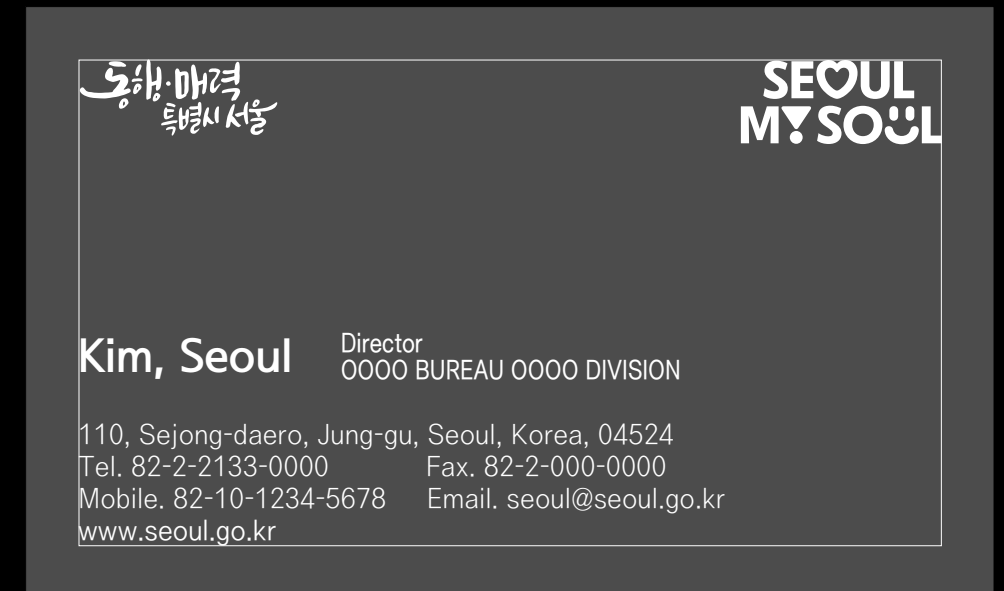 동행·매력
특별시 서울
SEOUL
MY SOUL
Kim, Seoul
Director
OOOO BUREAU OOOO DIVISION
110, Sejong-daero, Jung-gu, Seoul, Korea, 04524
Tel. 82-2-2133-0000 Fax. 82-2-000-0000
Mobile. 82-10-1234-5678 Email. seoul@seoul.go.kr
www.seoul.go.kr